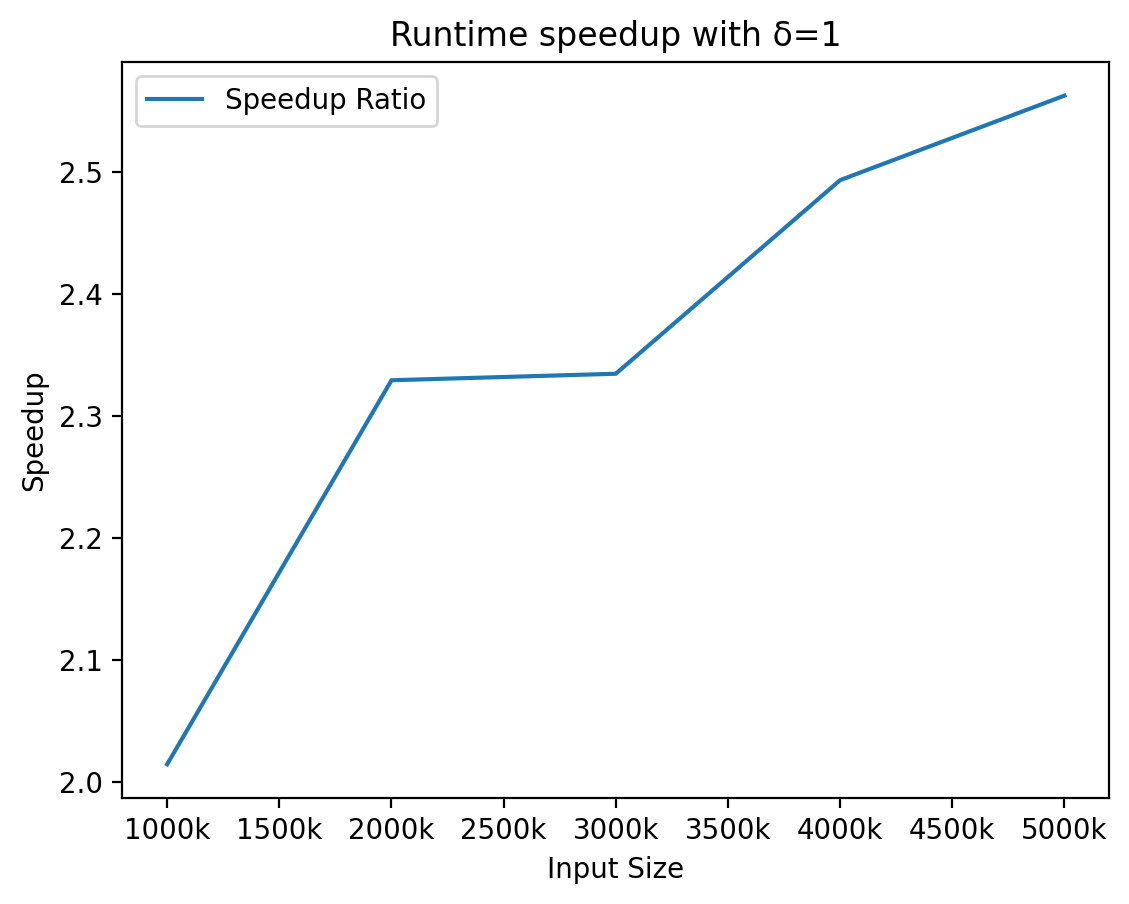 Runtime speedup with δ=1
Speedup Ratio
2.5
2.4
2.3
2.2
2.1
2.0
Speedup
1000k 1500k 2000k 2500k 3000k 3500k 4000k 4500k 5000k
Input Size